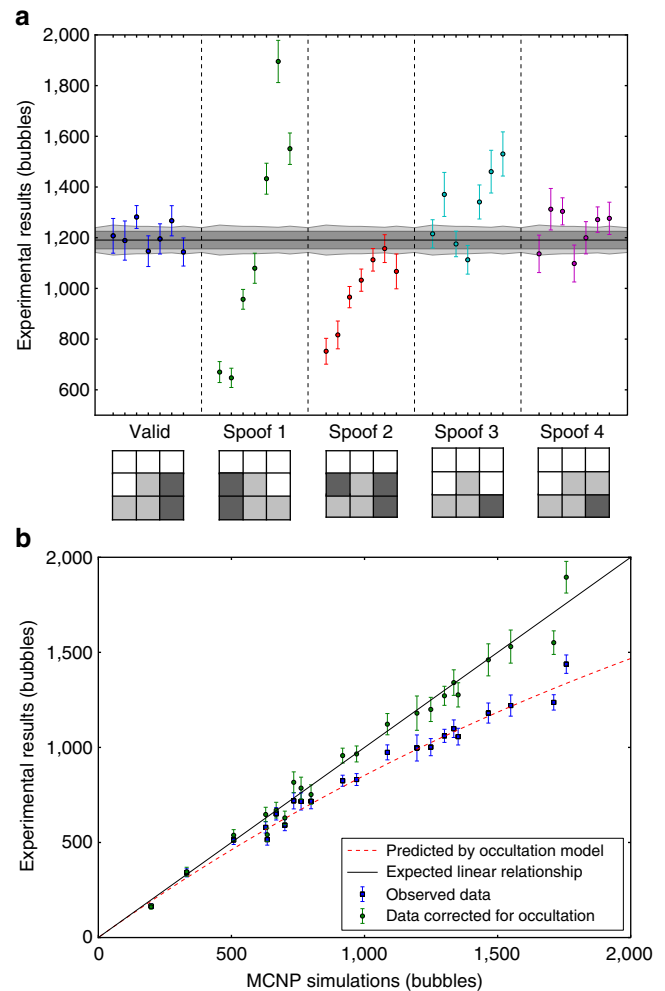 a
2,000
1,800
1,600
1,400
1,200
1,000
800
600
Experimental results (bubbles)
Valid Spoof 1 Spoof 2 Spoof 3 Spoof 4
b
2,000
1,500
1,000
500
0
Experimental results (bubbles)
Predicted by occultation model
Expected linear relationship
Observed data
Data corrected for occultation
0 500 1,000 1,500 2,000
MCNP simulations (bubbles)